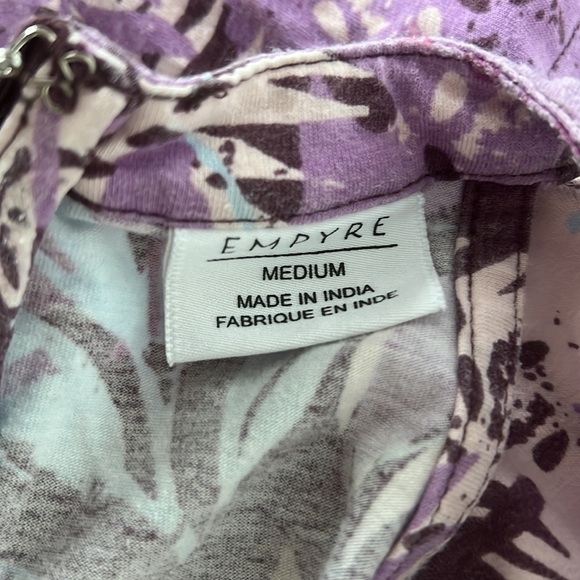 EMPYRE
MEDIUM
MADE IN INDIA
FABRIQUE EN INDE